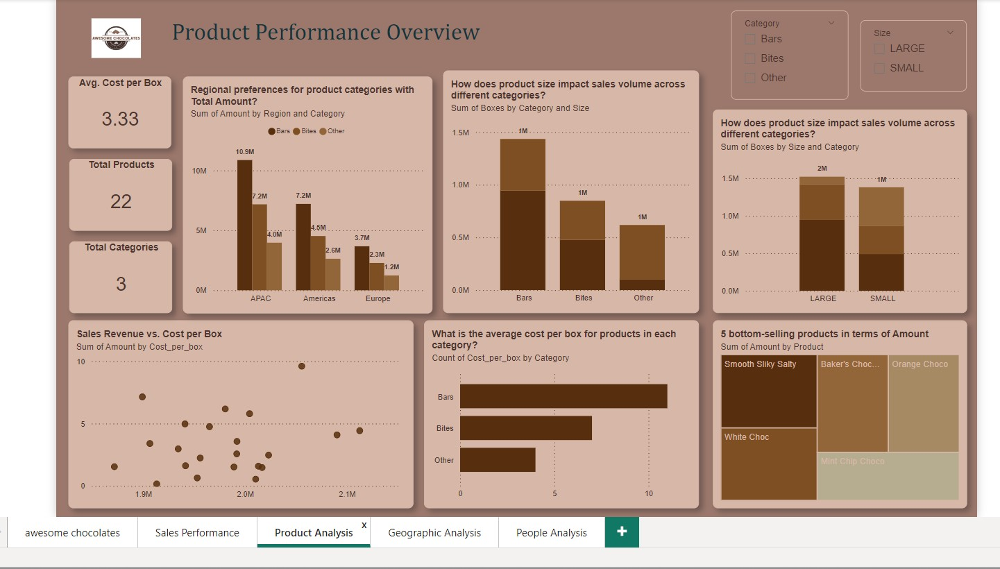 AWESOME CHOCOLATES
Product Performance Overview
Category
Bars
Bites
Other
Size
LARGE
SMALL
Avg. Cost per Box
3.33
Total Products
22
Total Categories
3
Regional preferences for product categories with
Total Amount?
Sum of Amount by Region and Category
Bars Bites Other
10.9M
10M
7.2M
7.2M
5M
4.5M
4.0M
3.7M
2.6M
2.3M
1.2M
0M
APAC Americas Europe
How does product size impact sales volume across
different categories?
Sum of Boxes by Category and Size
1.5M
1M
1.0M
1M
1M
0.5M
0.0M
Bars Bites Other
How does product size impact sales volume across
different categories?
Sum of Boxes by Size and Category
2M
1.5M
1M
1.0M
0.5M
0.0M
LARGE SMALL
Sales Revenue vs. Cost per Box
Sum of Amount by Cost_per_box
10
5
0
1.9M 2.0M 2.1M
What is the average cost per box for products in each
category?
Count of Cost_per_box by Category
Bars
Bites
Other
0 5 10
5 bottom-selling products in terms of Amount
Sum of Amount by Product
Smooth Sliky Salty
Baker's Choc...
Orange Choco
White Choc
Mint Chip Choco
awesome chocolates
Sales Performance
Product Analysis
X
Geographic Analysis
People Analysis
+